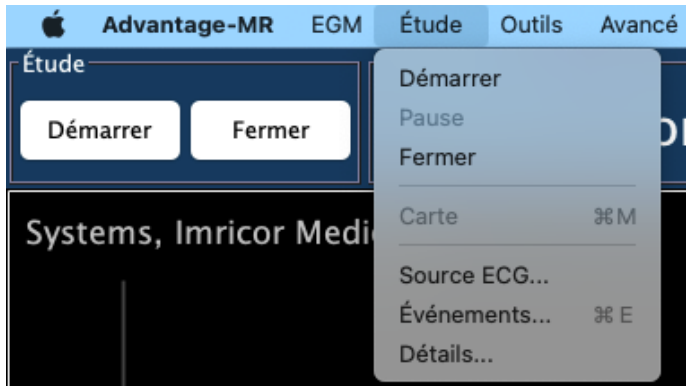 Advantage-MR EGM Étude Outils Avancé
Étude
Démarrer Fermer
Démarrer
Pause
Fermer
Carte ⌘M
Source ECG...
Événements... ⌘E
Détails...
Systems, Imricor Medi